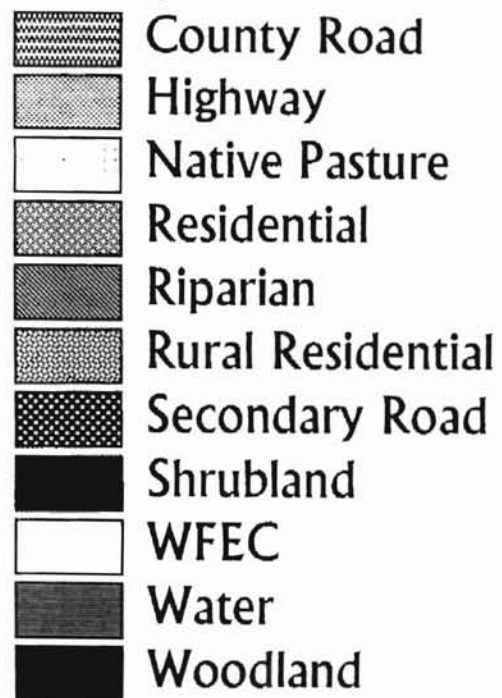 County Road
Highway
Native Pasture
Residential
Riparian
Rural Residential
Secondary Road
Shrubland
WFEC
Water
Woodland